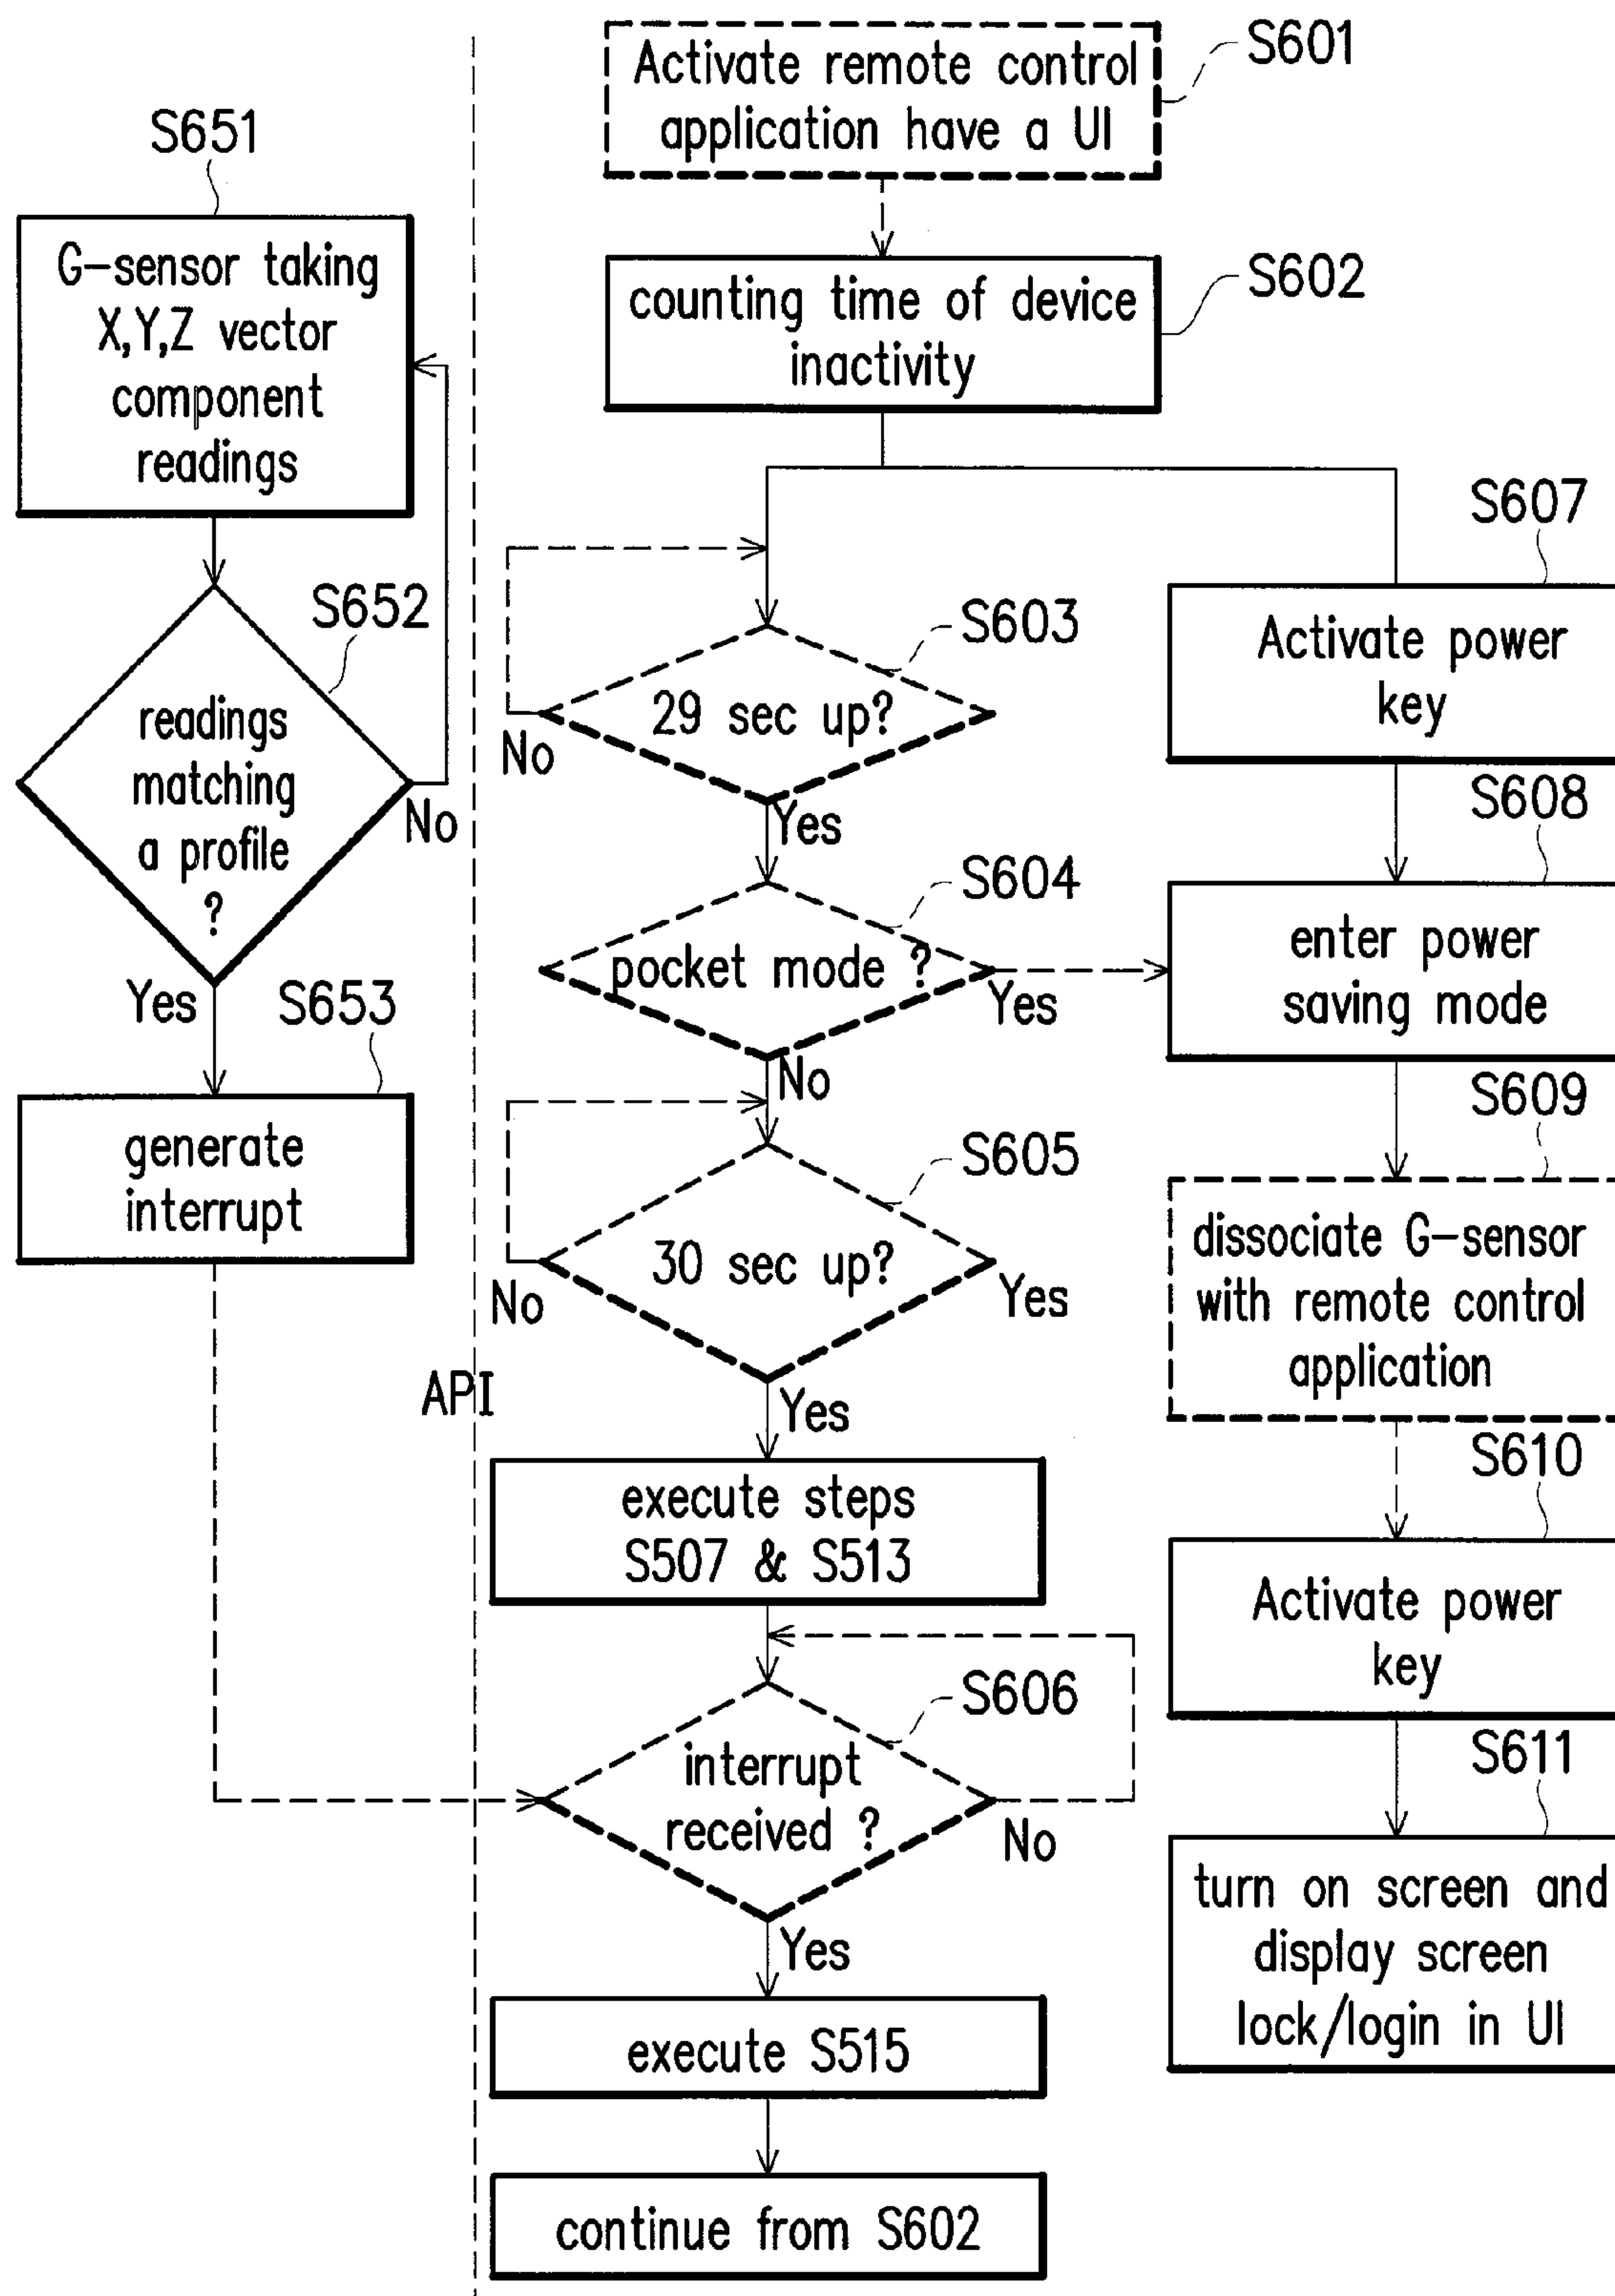 S651
G-sensor taking
X,Y,Z vector
component
readings
S652
readings
matching
a profile
?
No
Yes
S653
generate
interrupt
API
Activate remote control
application have a UI
S601
counting time of device
inactivity
S602
29 sec up?
S603
No
Yes
pocket mode ?
S604
Yes
No
30 sec up?
S605
No
Yes
Yes
execute steps
S507 & S513
interrupt
received ?
S606
No
Yes
execute S515
continue from S602
S607
Activate power
key
S608
enter power
saving mode
S609
dissociate G-sensor
with remote control
application
S610
Activate power
key
S611
turn on screen and
display screen
lock/login in UI